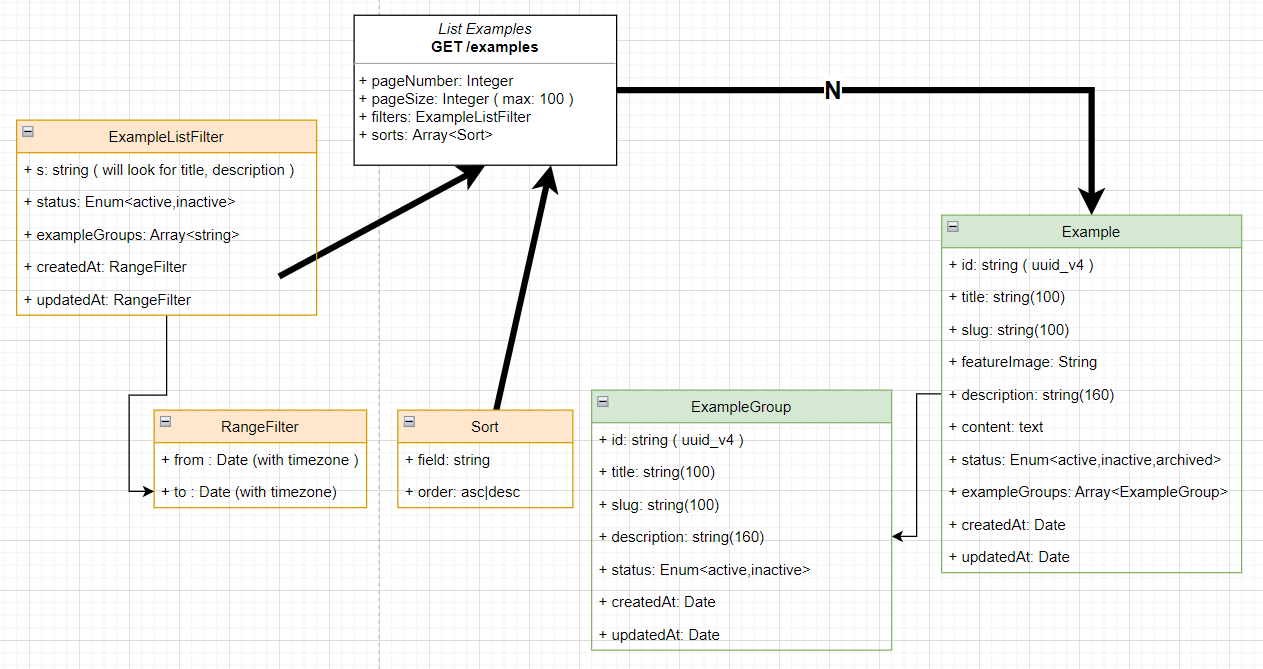 List Examples
GET /examples
+ pageNumber: Integer
+ pageSize: Integer ( max: 100 )
+ filters: ExampleListFilter
+ sorts: Array<Sort>
N
ExampleListFilter
+ s: string ( will look for title, description )
+ status: Enum<active,inactive>
+ exampleGroups: Array<string>
+ createdAt: RangeFilter
+ updatedAt: RangeFilter
RangeFilter
+ from : Date (with timezone )
+ to : Date (with timezone)
Sort
+ field: string
+ order: asc|desc
ExampleGroup
+ id: string ( uuid_v4 )
+ title: string(100)
+ slug: string(100)
+ description: string(160)
+ status: Enum<active,inactive>
+ createdAt: Date
+ updatedAt: Date
Example
+ id: string ( uuid_v4 )
+ title: string(100)
+ slug: string(100)
+ featureImage: String
+ description: string(160)
+ content: text
+ status: Enum<active,inactive,archived>
+ exampleGroups: Array<ExampleGroup>
+ createdAt: Date
+ updatedAt: Date